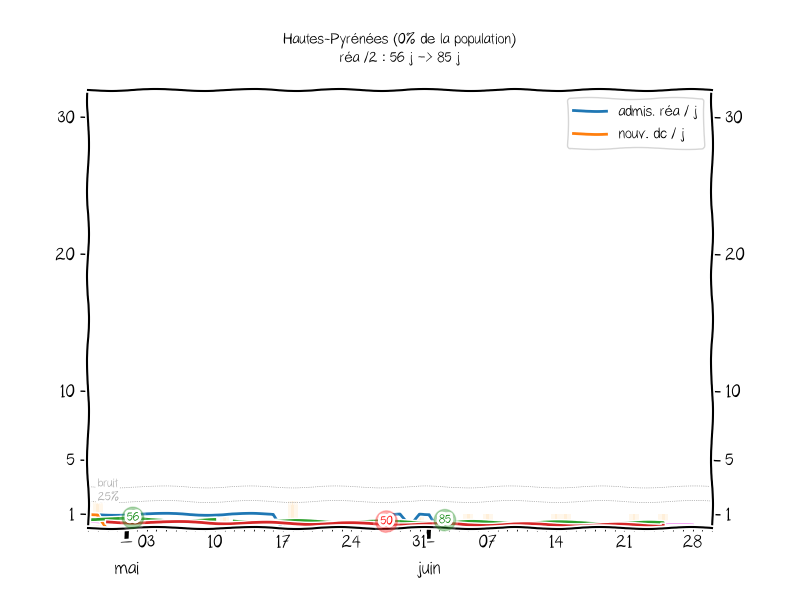 Hautes-Pyrénées (0% de la population)
réa /2 : 56 j -> 85 j
admis. réa / j
nouv. dc / j
30 30
20 20
10 10
5 5
bruit
25%
1 1
56 50 85
03 10 17 24 31 07 14 21 28
mai juin